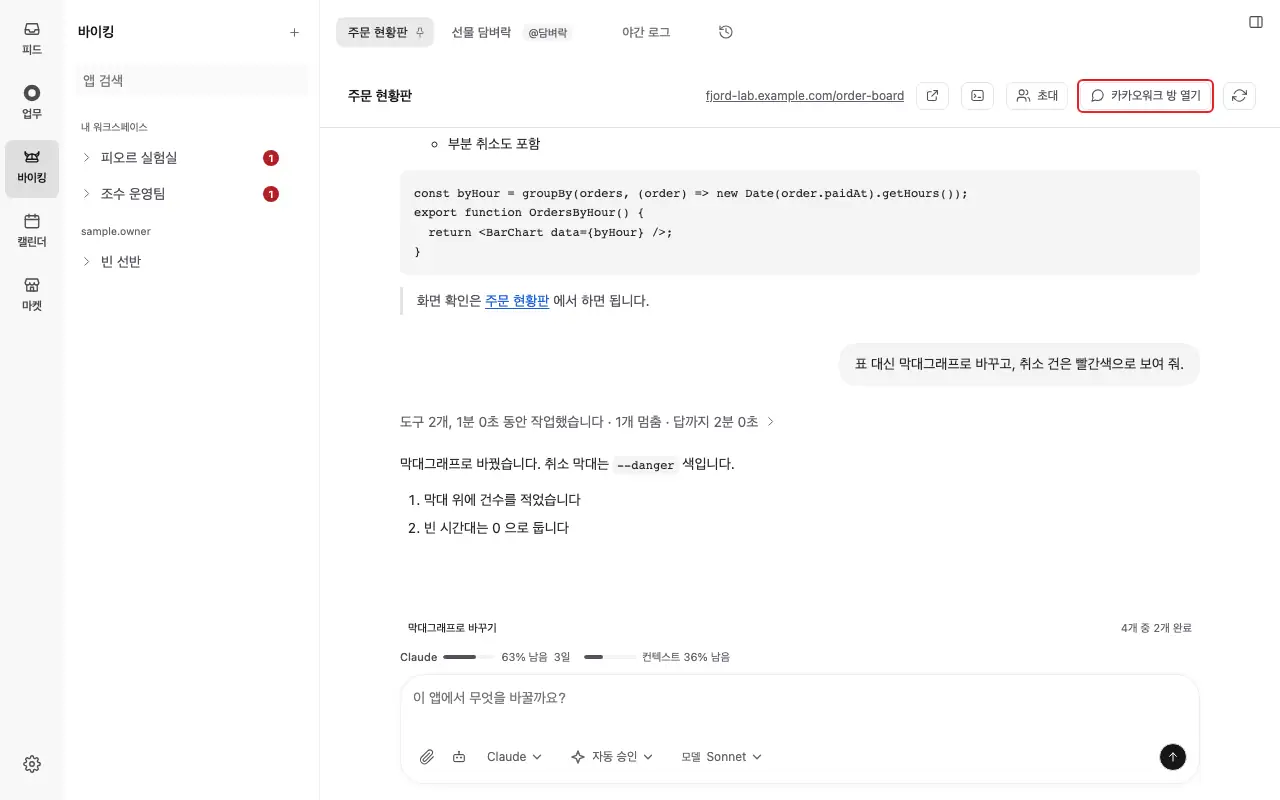 바이킹
주문 현황판
선물 담벼락 @담벼락
야간 로그
피드
업무
바이킹
캘린더
마켓
앱 검색
내 워크스페이스
피오르 실험실 1
조수 운영팀 1
sample.owner
빈 선반
주문 현황판
fjord-lab.example.com/order-board
초대
카카오워크 방 열기
부분 취소도 포함
const byHour = groupBy(orders, (order) => new Date(order.paidAt).getHours());
export function OrdersByHour() {
return <BarChart data={byHour} />;
}
화면 확인은 주문 현황판 에서 하면 됩니다.
표 대신 막대그래프로 바꾸고, 취소 건은 빨간색으로 보여 줘.
도구 2개, 1분 0초 동안 작업했습니다 · 1개 멈춤 · 답까지 2분 0초
막대그래프로 바꿨습니다. 취소 막대는 --danger 색입니다.
1. 막대 위에 건수를 적었습니다
2. 빈 시간대는 0 으로 둡니다
막대그래프로 바꾸기
4개 중 2개 완료
Claude 63% 남음 3일 컨텍스트 36% 남음
이 앱에서 무엇을 바꿀까요?
Claude 자동 승인 모델 Sonnet